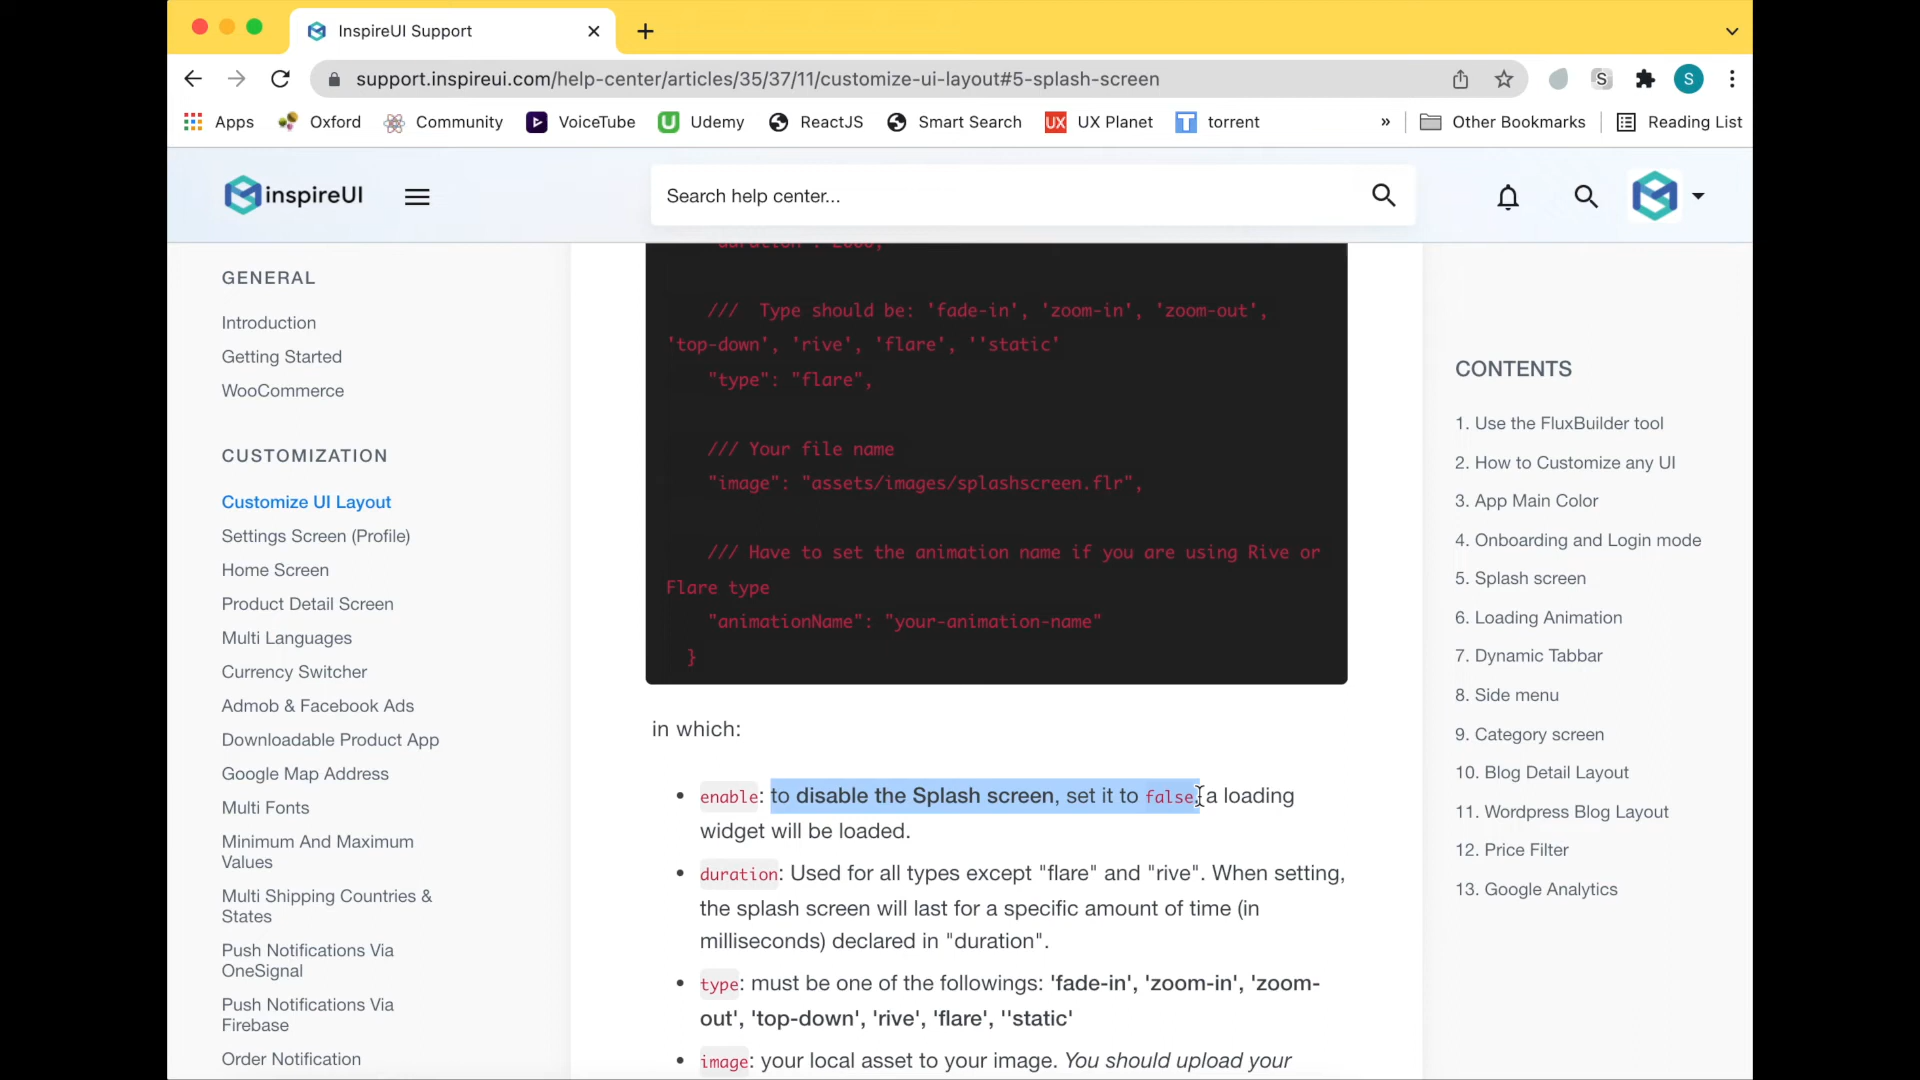 InspireUI Support
support.inspireui.com/help-center/articles/35/37/11/customize-ui-layout#5-splash-screen
S
S
Apps
Oxford
Community
VoiceTube
U Udemy
ReactJS
Smart Search
UX UX Planet
T torrent
»
Other Bookmarks
Reading List
inspireUI
Search help center...
GENERAL
Introduction
Getting Started
WooCommerce
CUSTOMIZATION
Customize UI Layout
Settings Screen (Profile)
Home Screen
Product Detail Screen
Multi Languages
Currency Switcher
Admob & Facebook Ads
Downloadable Product App
Google Map Address
Multi Fonts
Minimum And Maximum
Values
Multi Shipping Countries &
States
Push Notifications Via
OneSignal
Push Notifications Via
Firebase
Order Notification
"duration": 2000,
/// Type should be: 'fade-in', 'zoom-in', 'zoom-out',
'top-down', 'rive', 'flare', ''static'
"type": "flare",
/// Your file name
"image": "assets/images/splashscreen.flr",
/// Have to set the animation name if you are using Rive or
Flare type
"animationName": "your-animation-name"
}
in which:
• enable: to disable the Splash screen, set it to false, a loading
widget will be loaded.
• duration: Used for all types except "flare" and "rive". When setting,
the splash screen will last for a specific amount of time (in
milliseconds) declared in "duration".
• type: must be one of the followings: 'fade-in', 'zoom-in', 'zoom-
out', 'top-down', 'rive', 'flare', ''static'
• image: your local asset to your image. You should upload your
CONTENTS
1. Use the FluxBuilder tool
2. How to Customize any UI
3. App Main Color
4. Onboarding and Login mode
5. Splash screen
6. Loading Animation
7. Dynamic Tabbar
8. Side menu
9. Category screen
10. Blog Detail Layout
11. Wordpress Blog Layout
12. Price Filter
13. Google Analytics